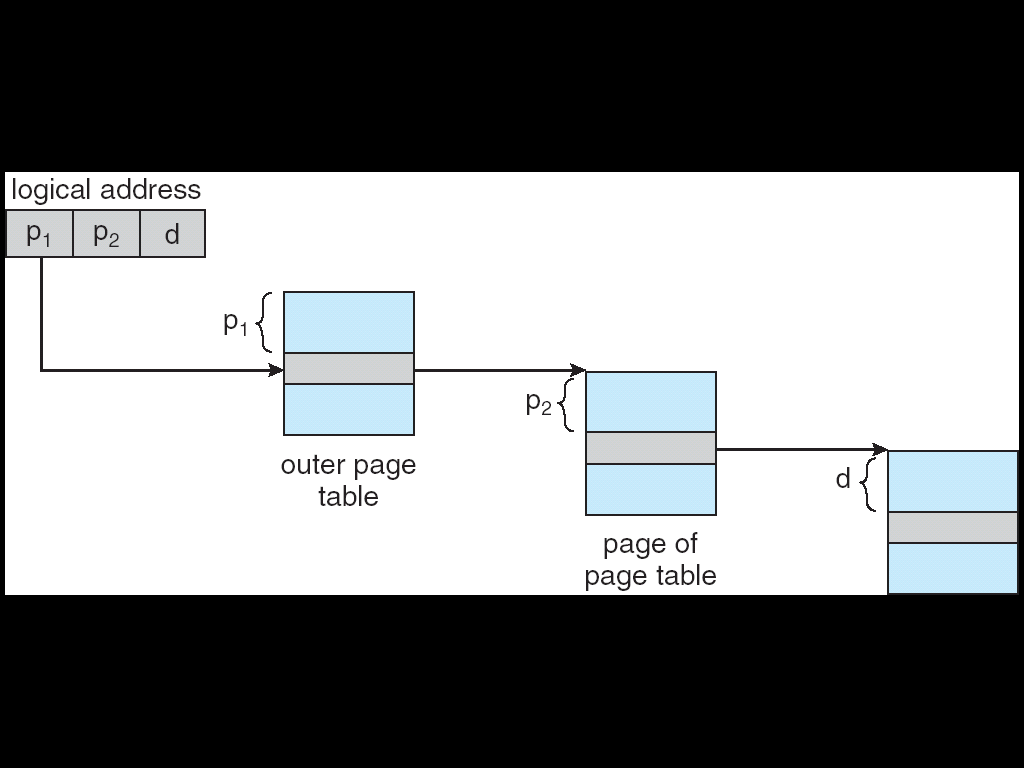 logical address
p₁ p₂ d
p₁
p₂
d
outer page
table
page of
page table